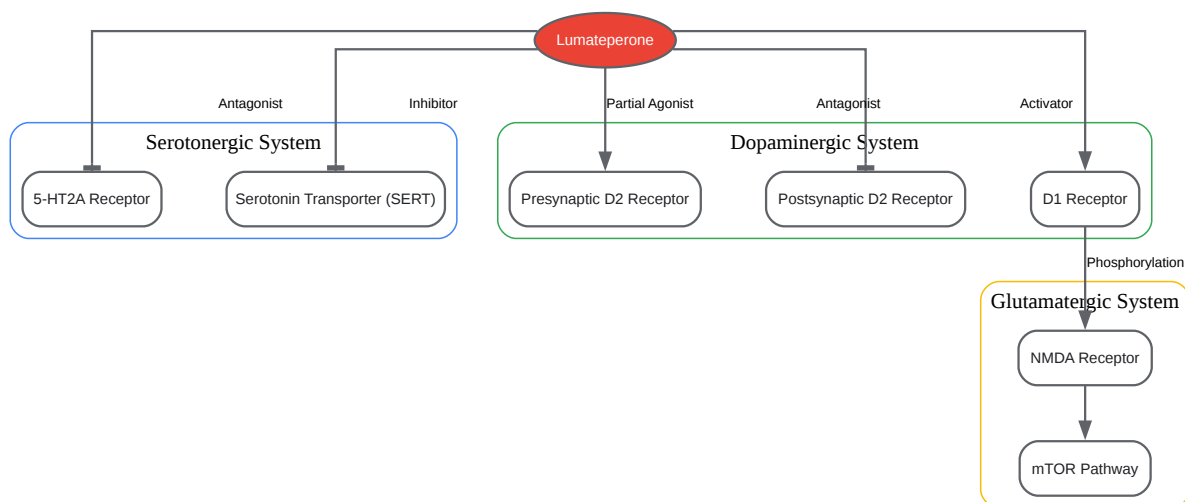 Lumateperone
Antagonist
Inhibitor
Partial Agonist
Antagonist
Activator
Serotonergic System
Dopaminergic System
5-HT2A Receptor
Serotonin Transporter (SERT)
Presynaptic D2 Receptor
Postsynaptic D2 Receptor
D1 Receptor
Phosphorylation
Glutamatergic System
NMDA Receptor
mTOR Pathway